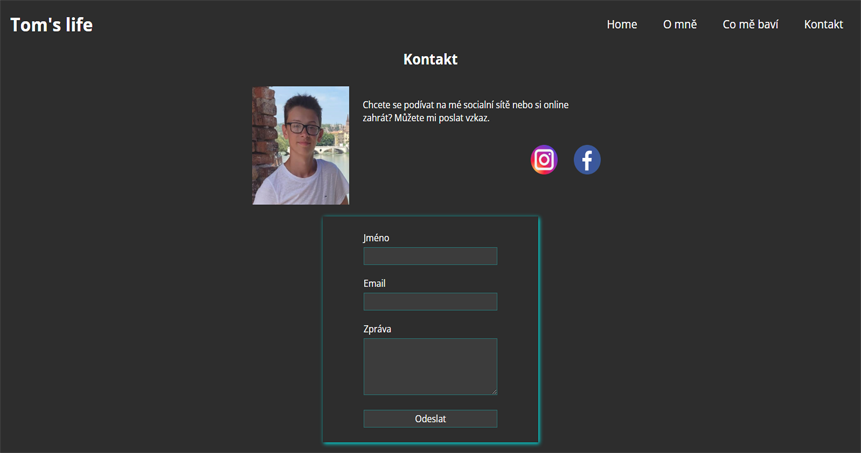 Tom's life
Home
O mně
Co mě baví
Kontakt
Kontakt
Chcete se podívat na mé socialní sítě nebo si online
zahrát? Můžete mi poslat vzkaz.
Jméno
Email
Zpráva
Odeslat